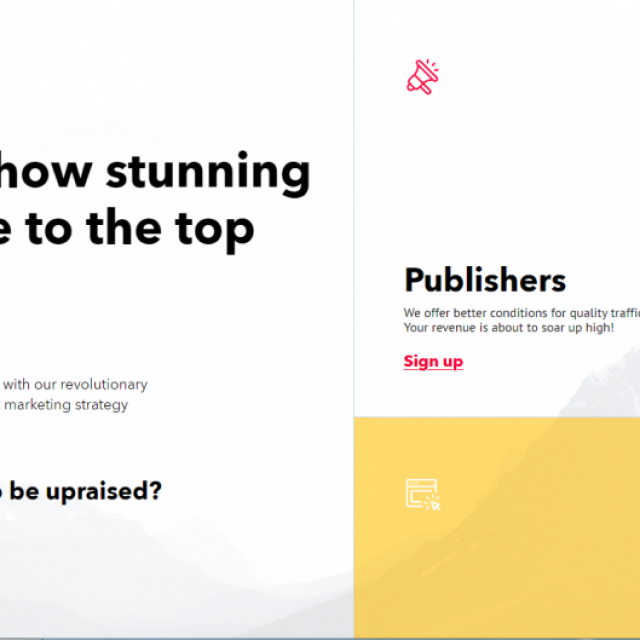 how stunning
e to the top
with our revolutionary
marketing strategy
o be upraised?
Publishers
We offer better conditions for quality traffic
Your revenue is about to soar up high!
Sign up